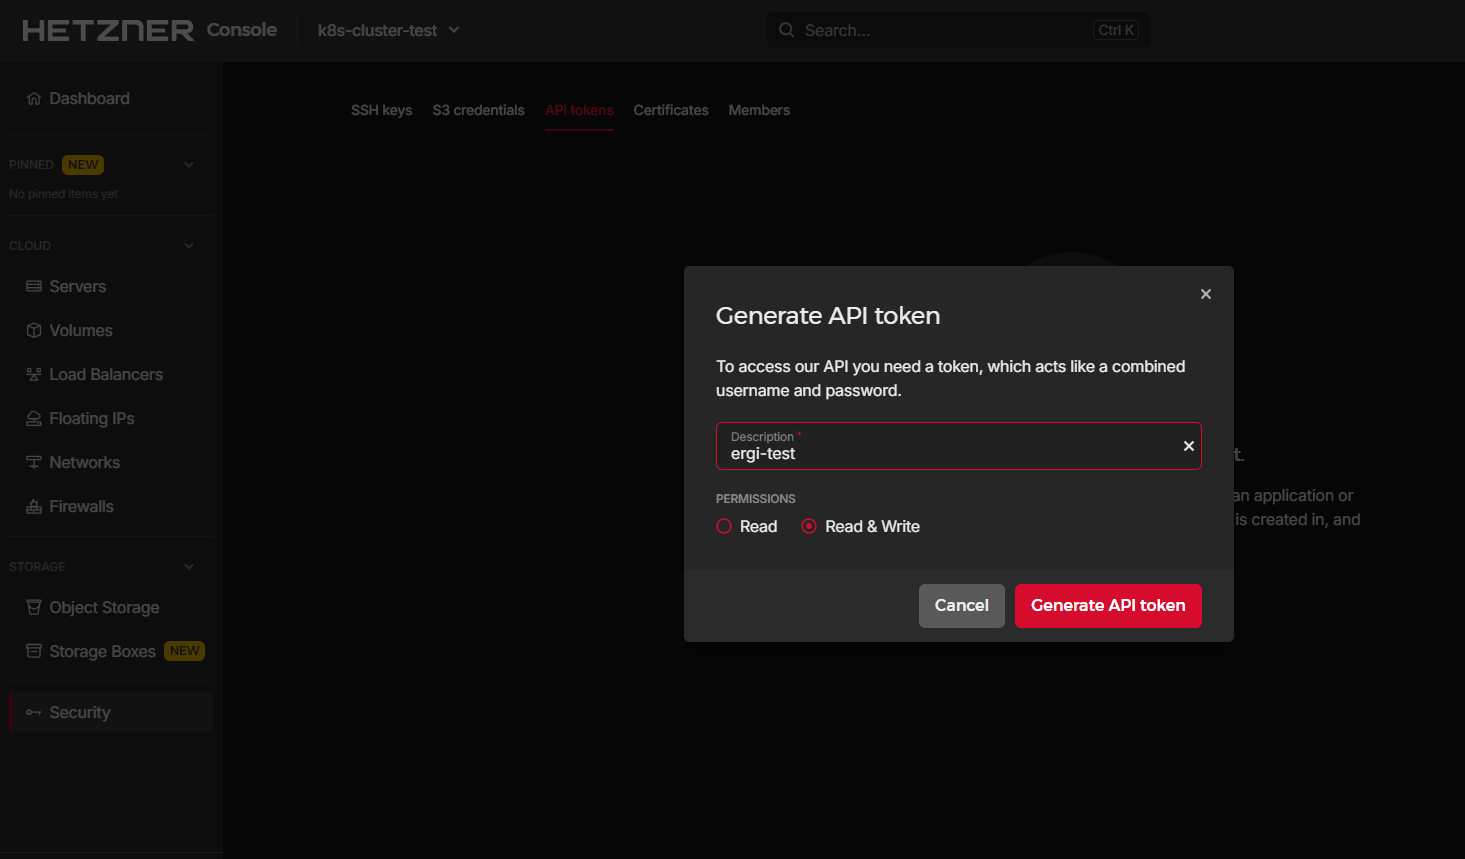 HETZNER Console
k8s-cluster-test
Search...
Ctrl K
Dashboard
PINNED NEW
No pinned items yet
CLOUD
Servers
Volumes
Load Balancers
Floating IPs
Networks
Firewalls
STORAGE
Object Storage
Storage Boxes NEW
Security
SSH keys S3 credentials API tokens Certificates Members
Generate API token
To access our API you need a token, which acts like a combined
username and password.
Description *
ergi-test
PERMISSIONS
Read Read & Write
Cancel Generate API token
t.
an application or
is created in, and